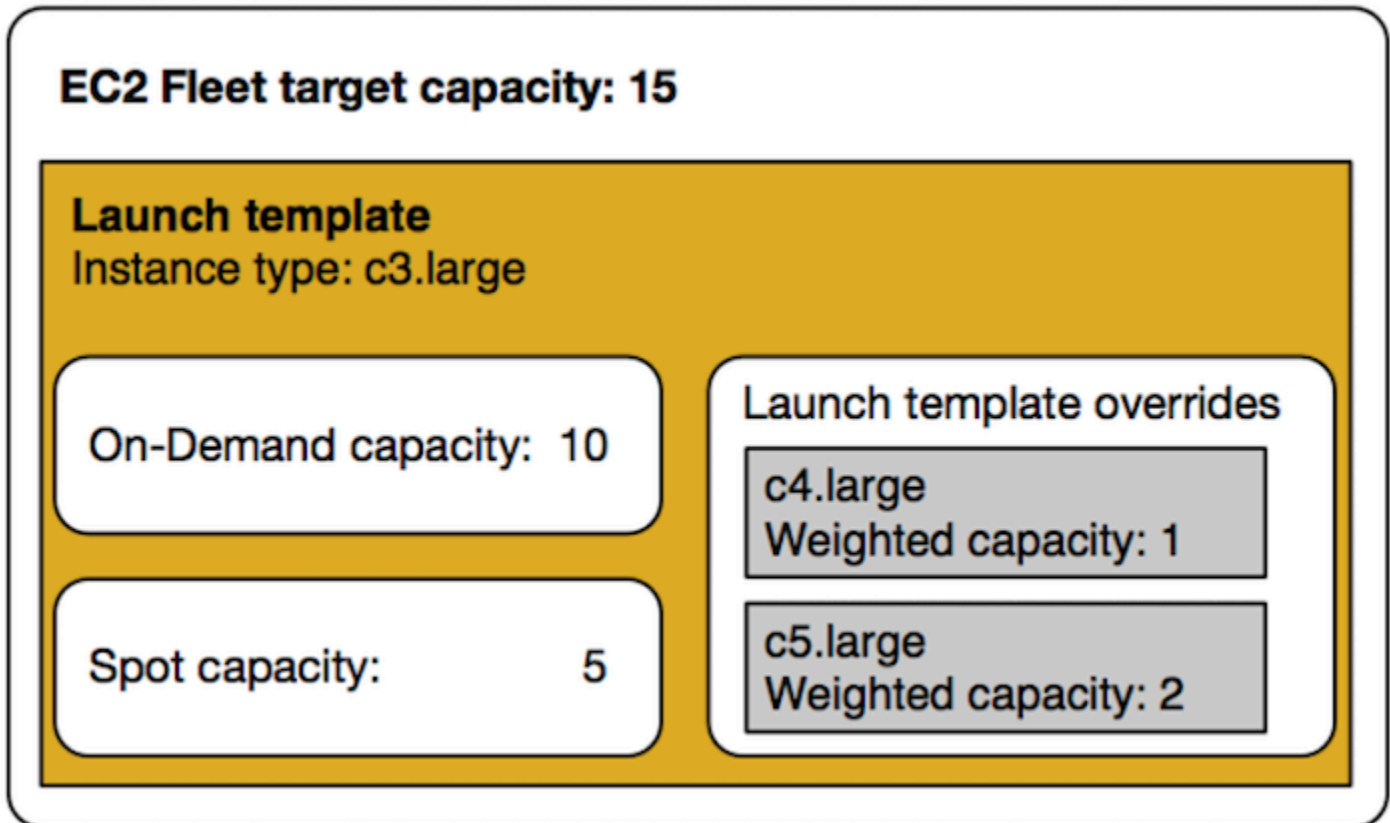 EC2 Fleet target capacity: 15
Launch template
Instance type: c3.large
On-Demand capacity: 10
Spot capacity: 5
Launch template overrides
c4.large
Weighted capacity: 1
c5.large
Weighted capacity: 2